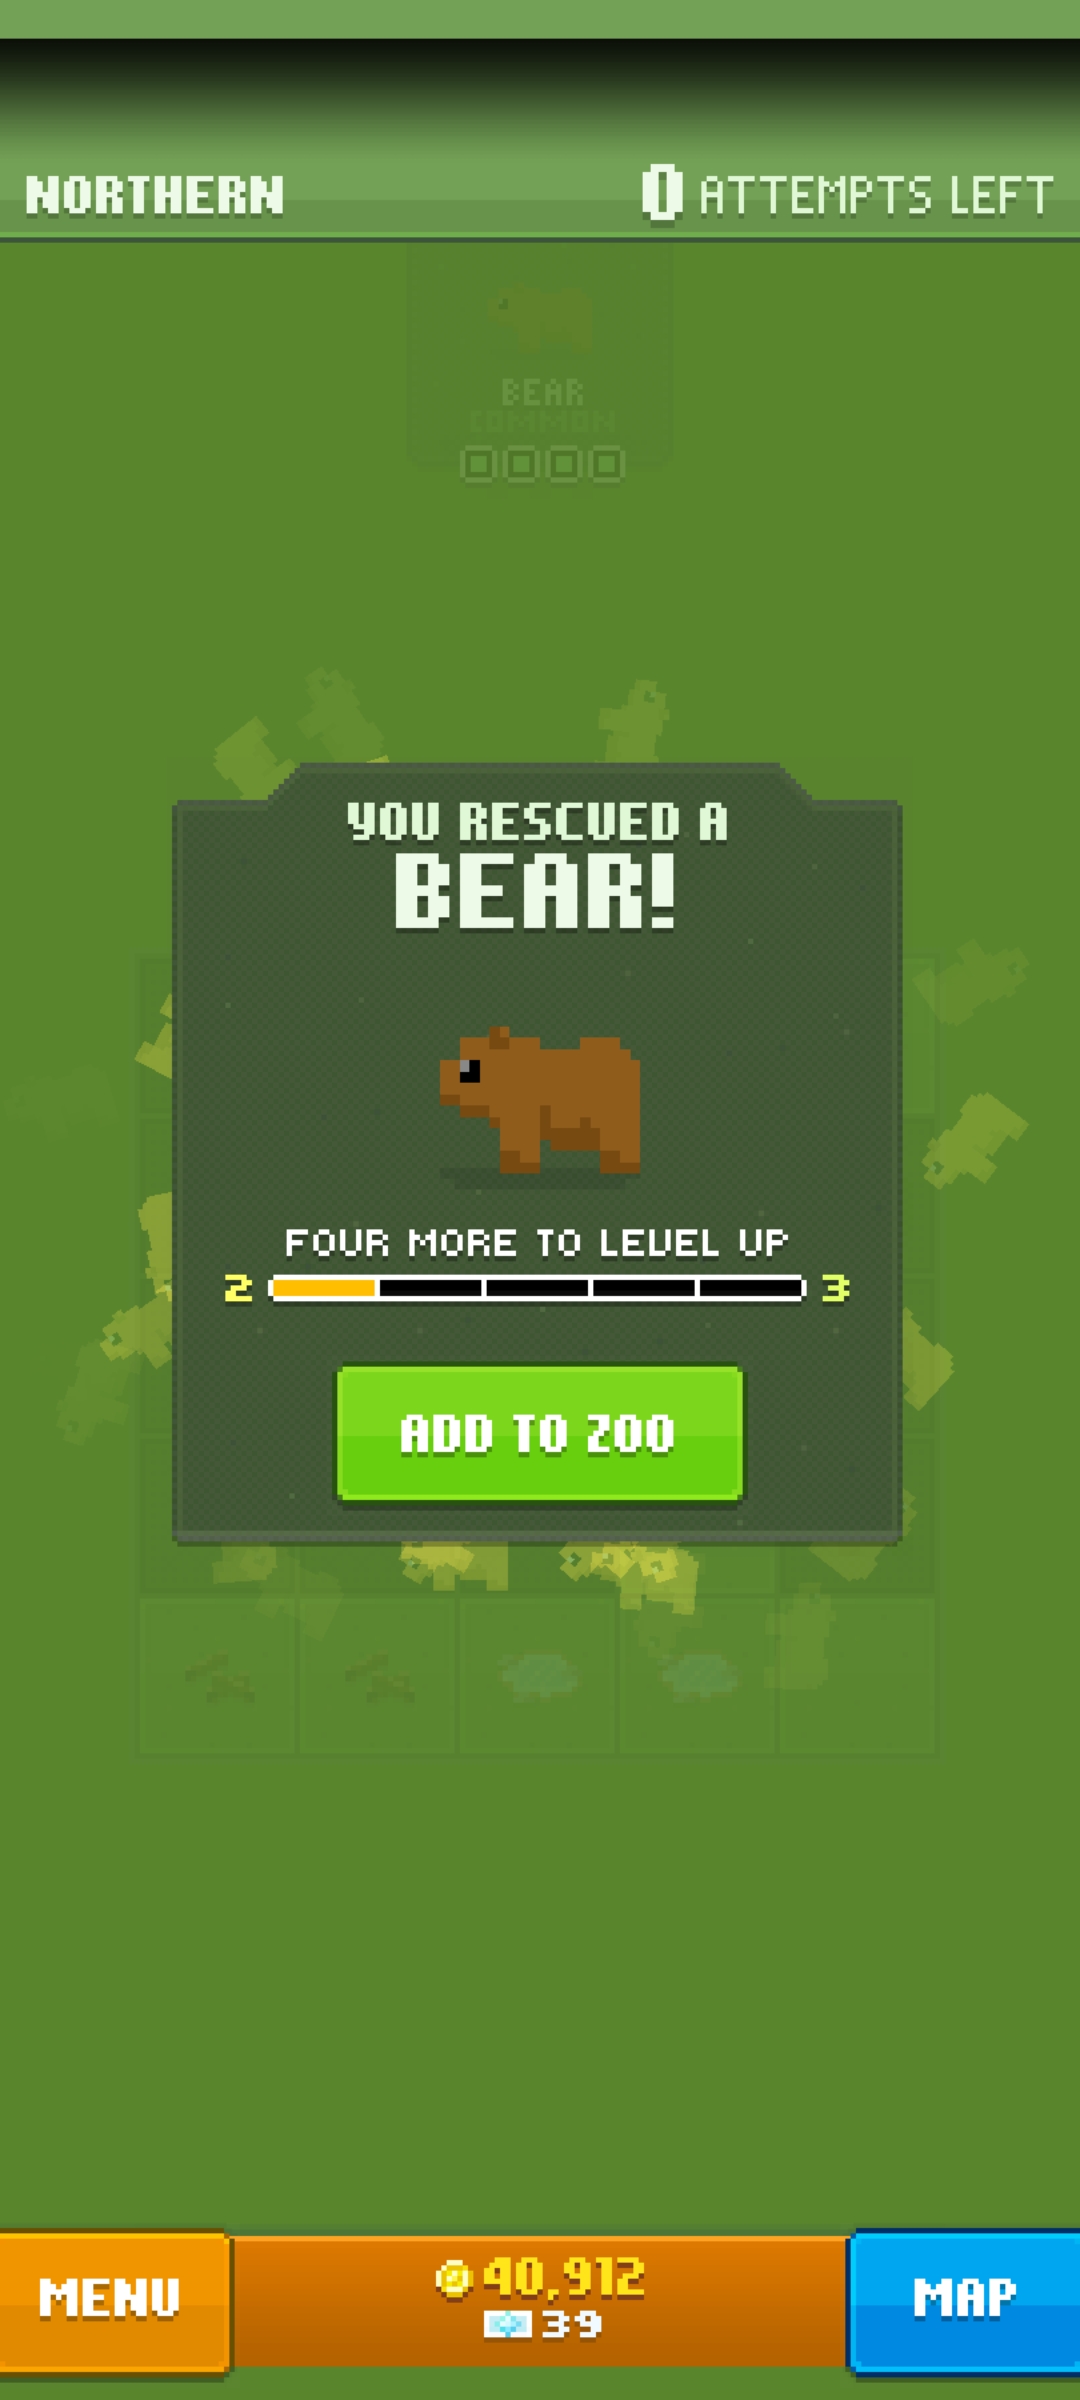 NORTHERN
0 ATTEMPTS LEFT
BEAR
COMMON
YOU RESCUED A
BEAR!
FOUR MORE TO LEVEL UP
2 3
ADD TO ZOO
MENU
40,912
39
MAP